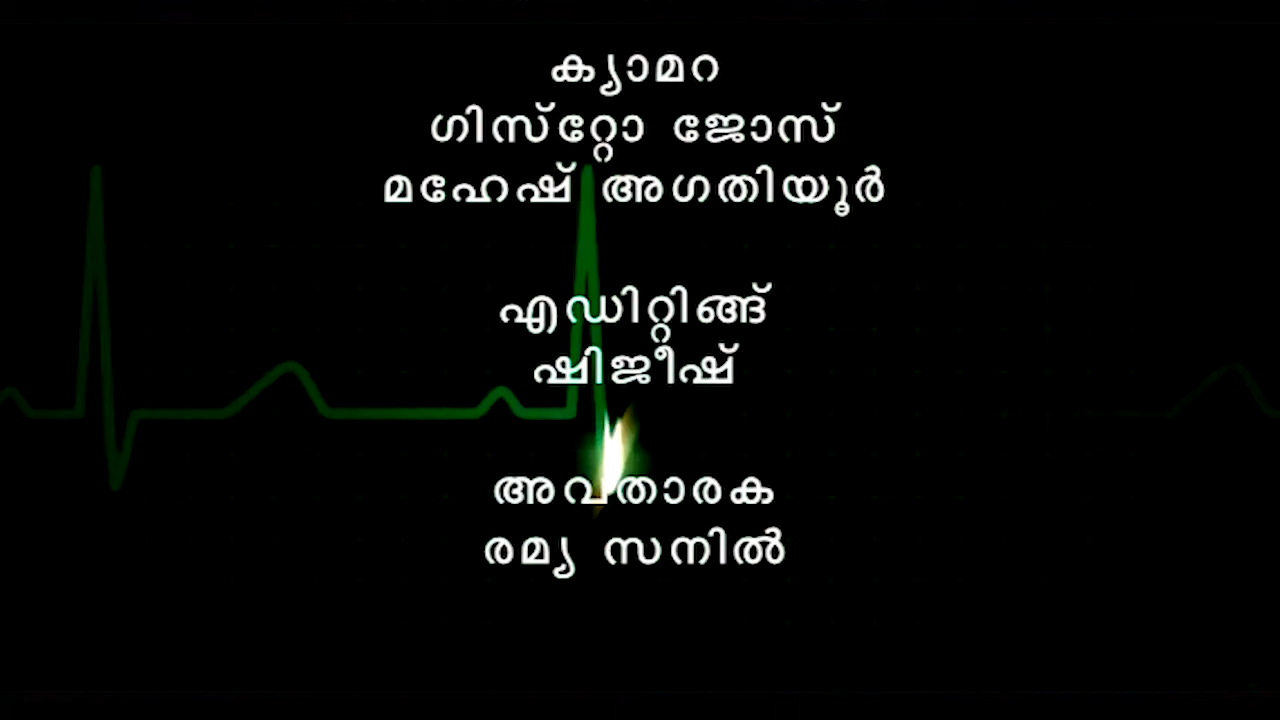 ക്യാമറ
ഗിസ്റ്റോ ജോസ്
മഹേഷ് അഗതിയൂർ
എഡിറ്റിങ്ങ്
ഷിജീഷ്
അവതാരക
രമ്യ സനിൽ